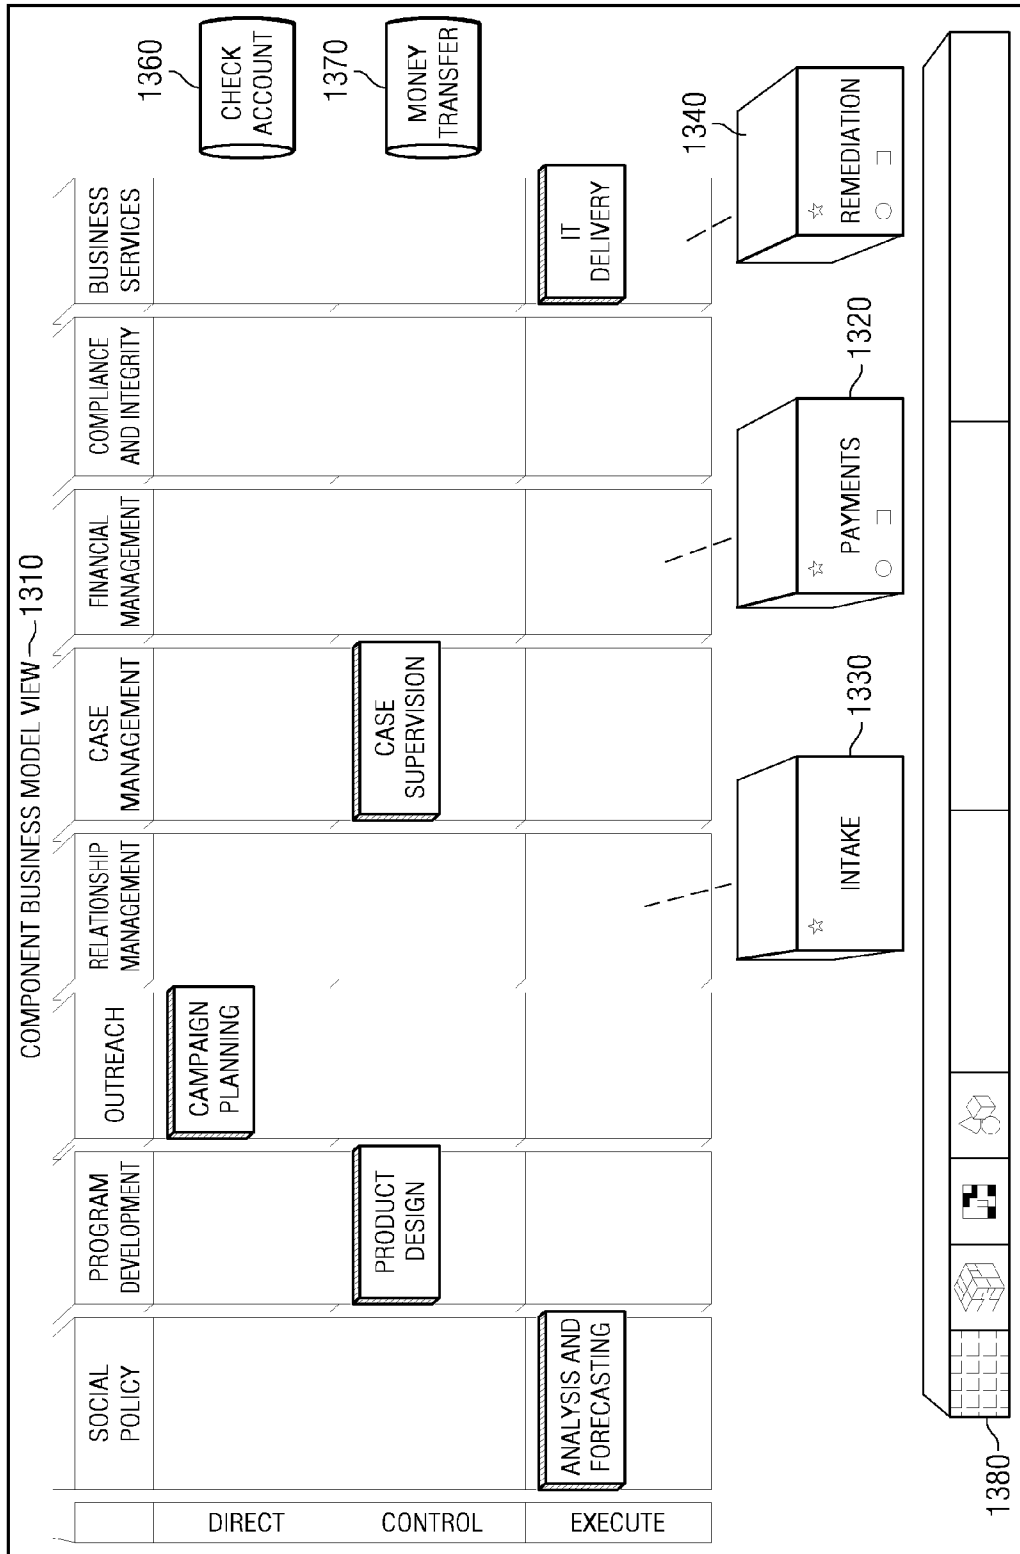 COMPONENT BUSINESS MODEL VIEW
1310
SOCIAL
POLICY
PROGRAM
DEVELOPMENT
OUTREACH
RELATIONSHIP
MANAGEMENT
CASE
MANAGEMENT
FINANCIAL
MANAGEMENT
COMPLIANCE
AND INTEGRITY
BUSINESS
SERVICES
DIRECT
CAMPAIGN
PLANNING
CHECK
ACCOUNT
1360
CONTROL
PRODUCT
DESIGN
CASE
SUPERVISION
MONEY
TRANSFER
1370
EXECUTE
ANALYSIS AND
FORECASTING
IT
DELIVERY
INTAKE
1330
PAYMENTS
1320
REMEDIATION
1340
1380